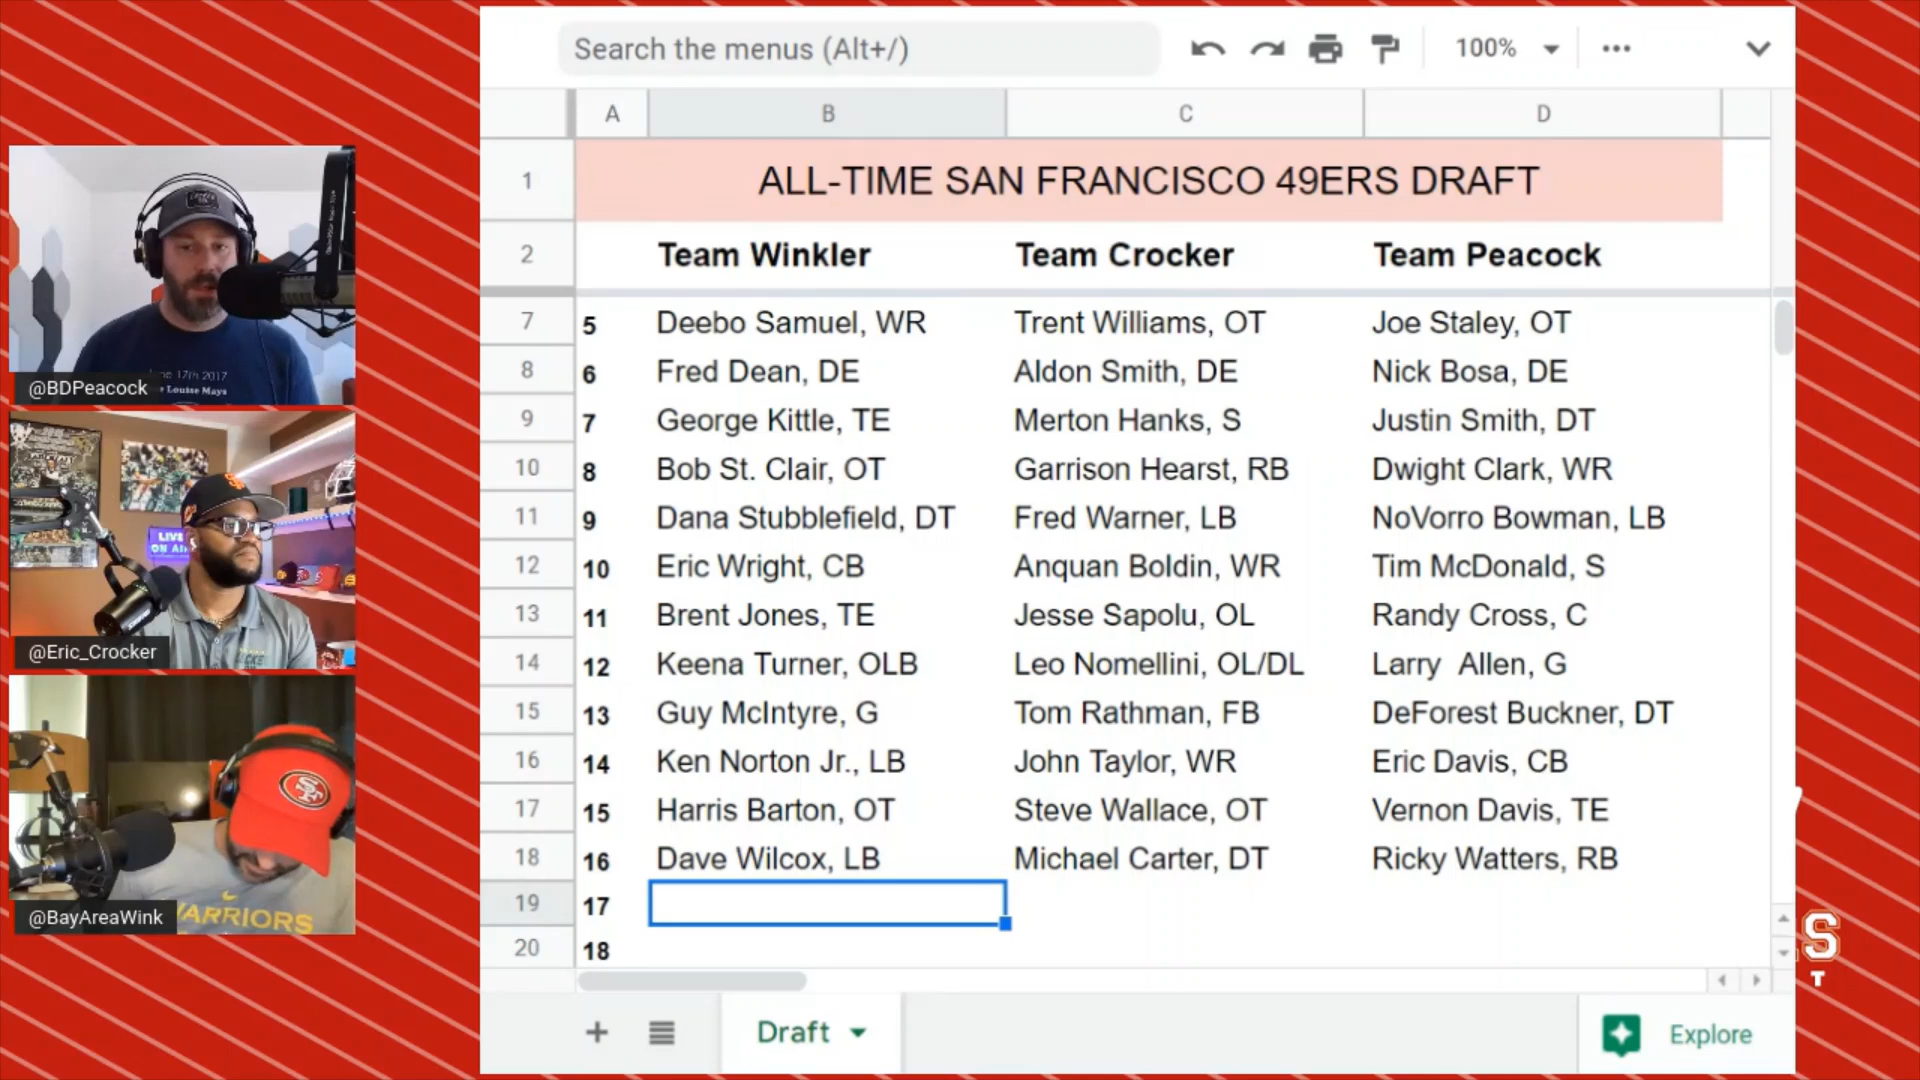 Search the menus (Alt+/)
100%
A B C D
1 ALL-TIME SAN FRANCISCO 49ERS DRAFT
2 Team Winkler Team Crocker Team Peacock
7 5 Deebo Samuel, WR Trent Williams, OT Joe Staley, OT
8 6 Fred Dean, DE Aldon Smith, DE Nick Bosa, DE
9 7 George Kittle, TE Merton Hanks, S Justin Smith, DT
10 8 Bob St. Clair, OT Garrison Hearst, RB Dwight Clark, WR
11 9 Dana Stubblefield, DT Fred Warner, LB NoVorro Bowman, LB
12 10 Eric Wright, CB Anquan Boldin, WR Tim McDonald, S
13 11 Brent Jones, TE Jesse Sapolu, OL Randy Cross, C
14 12 Keena Turner, OLB Leo Nomellini, OL/DL Larry  Allen, G
15 13 Guy McIntyre, G Tom Rathman, FB DeForest Buckner, DT
16 14 Ken Norton Jr., LB John Taylor, WR Eric Davis, CB
17 15 Harris Barton, OT Steve Wallace, OT Vernon Davis, TE
18 16 Dave Wilcox, LB Michael Carter, DT Ricky Watters, RB
19 17
20 18
Draft
Explore
17th 2017
Louise Mays
@BDPeacock
LIVE
ON
@Eric_Crocker
SF
ARRIORS
@BayAreaWink
S
T